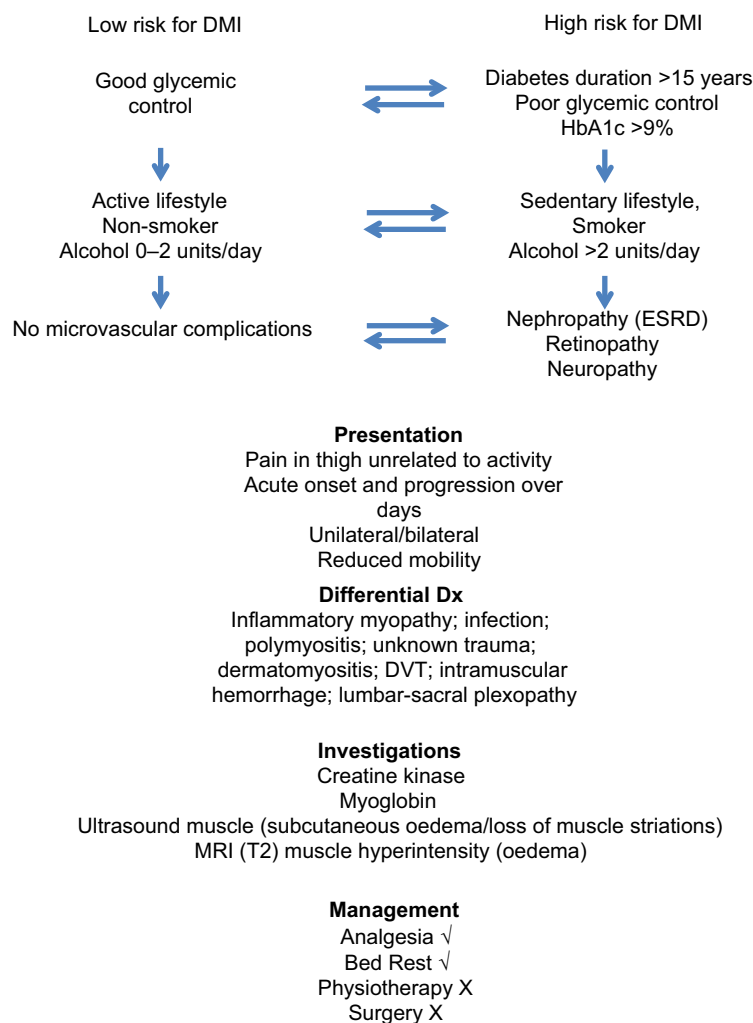 Low risk for DMI
High risk for DMI
Good glycemic
control
Diabetes duration >15 years
Poor glycemic control
HbA1c >9%
Active lifestyle
Non-smoker
Alcohol 0–2 units/day
Sedentary lifestyle,
Smoker
Alcohol >2 units/day
No microvascular complications
Nephropathy (ESRD)
Retinopathy
Neuropathy
Presentation
Pain in thigh unrelated to activity
Acute onset and progression over
days
Unilateral/bilateral
Reduced mobility
Differential Dx
Inflammatory myopathy; infection;
polymyositis; unknown trauma;
dermatomyositis; DVT; intramuscular
hemorrhage; lumbar-sacral plexopathy
Investigations
Creatine kinase
Myoglobin
Ultrasound muscle (subcutaneous oedema/loss of muscle striations)
MRI (T2) muscle hyperintensity (oedema)
Management
Analgesia √
Bed Rest √
Physiotherapy X
Surgery X